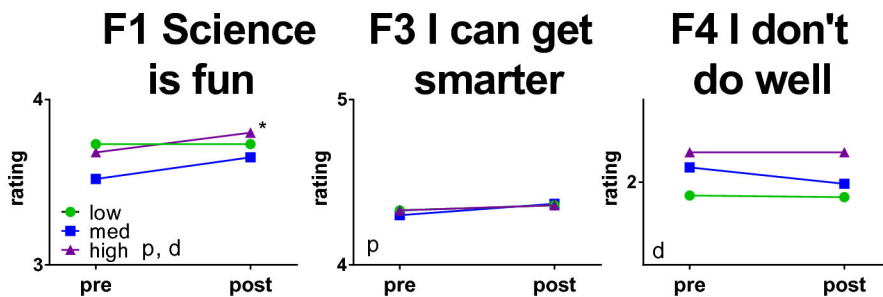 F1 Science
is fun
F3 I can get
smarter
F4 I don't
do well
4
3
rating
low
med
high p, d
*
pre post
5
4
rating
p
pre post
2
rating
d
pre post